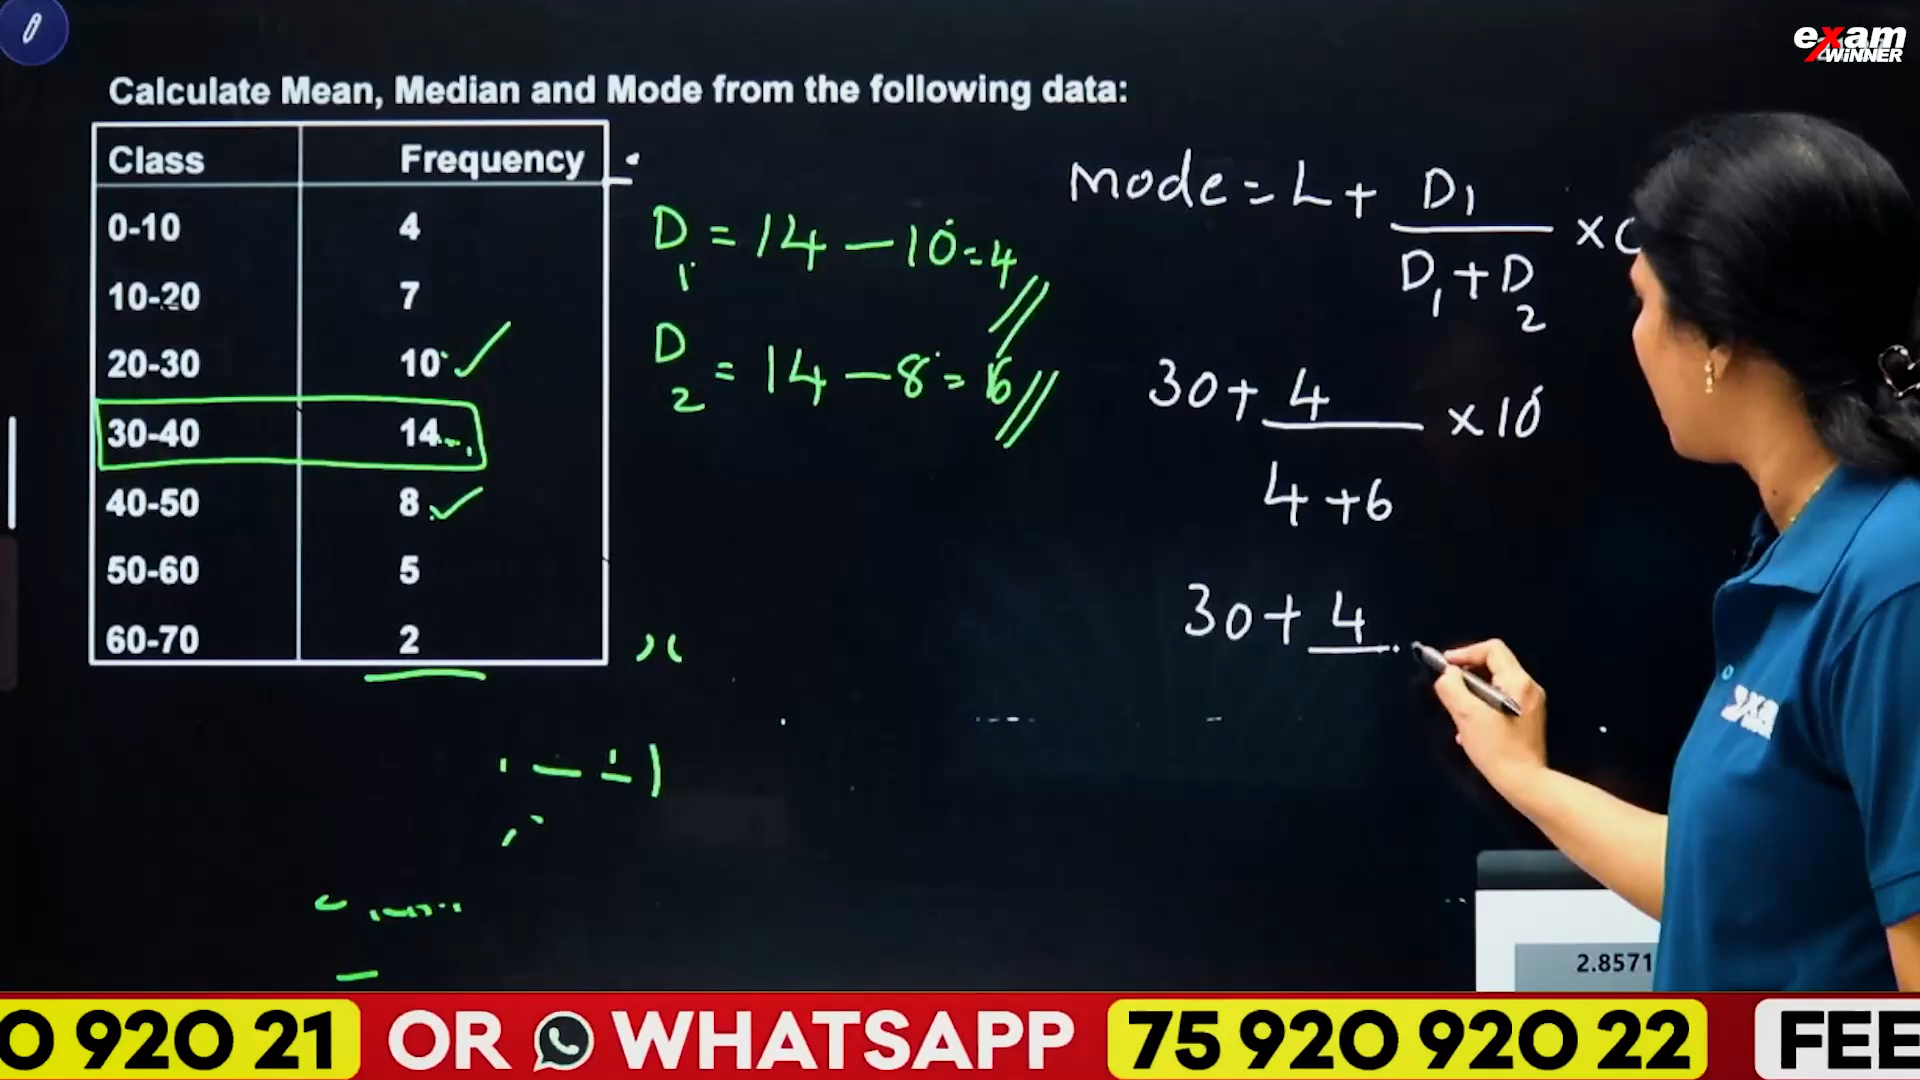 exam
WiNNER
Calculate Mean, Median and Mode from the following data:
Class Frequency
0-10 4
10-20 7
20-30 10
30-40 14
40-50 8
50-60 5
60-70 2
D1 = 14 - 10 = 4
D2 = 14 - 8 = 6
mode = L + D1 / D1 + D2 ×
30 + 4 / 4 + 6 × 10
30 + 4
2.8571
0 920 21 OR WHATSAPP 75 920 920 22 FEE